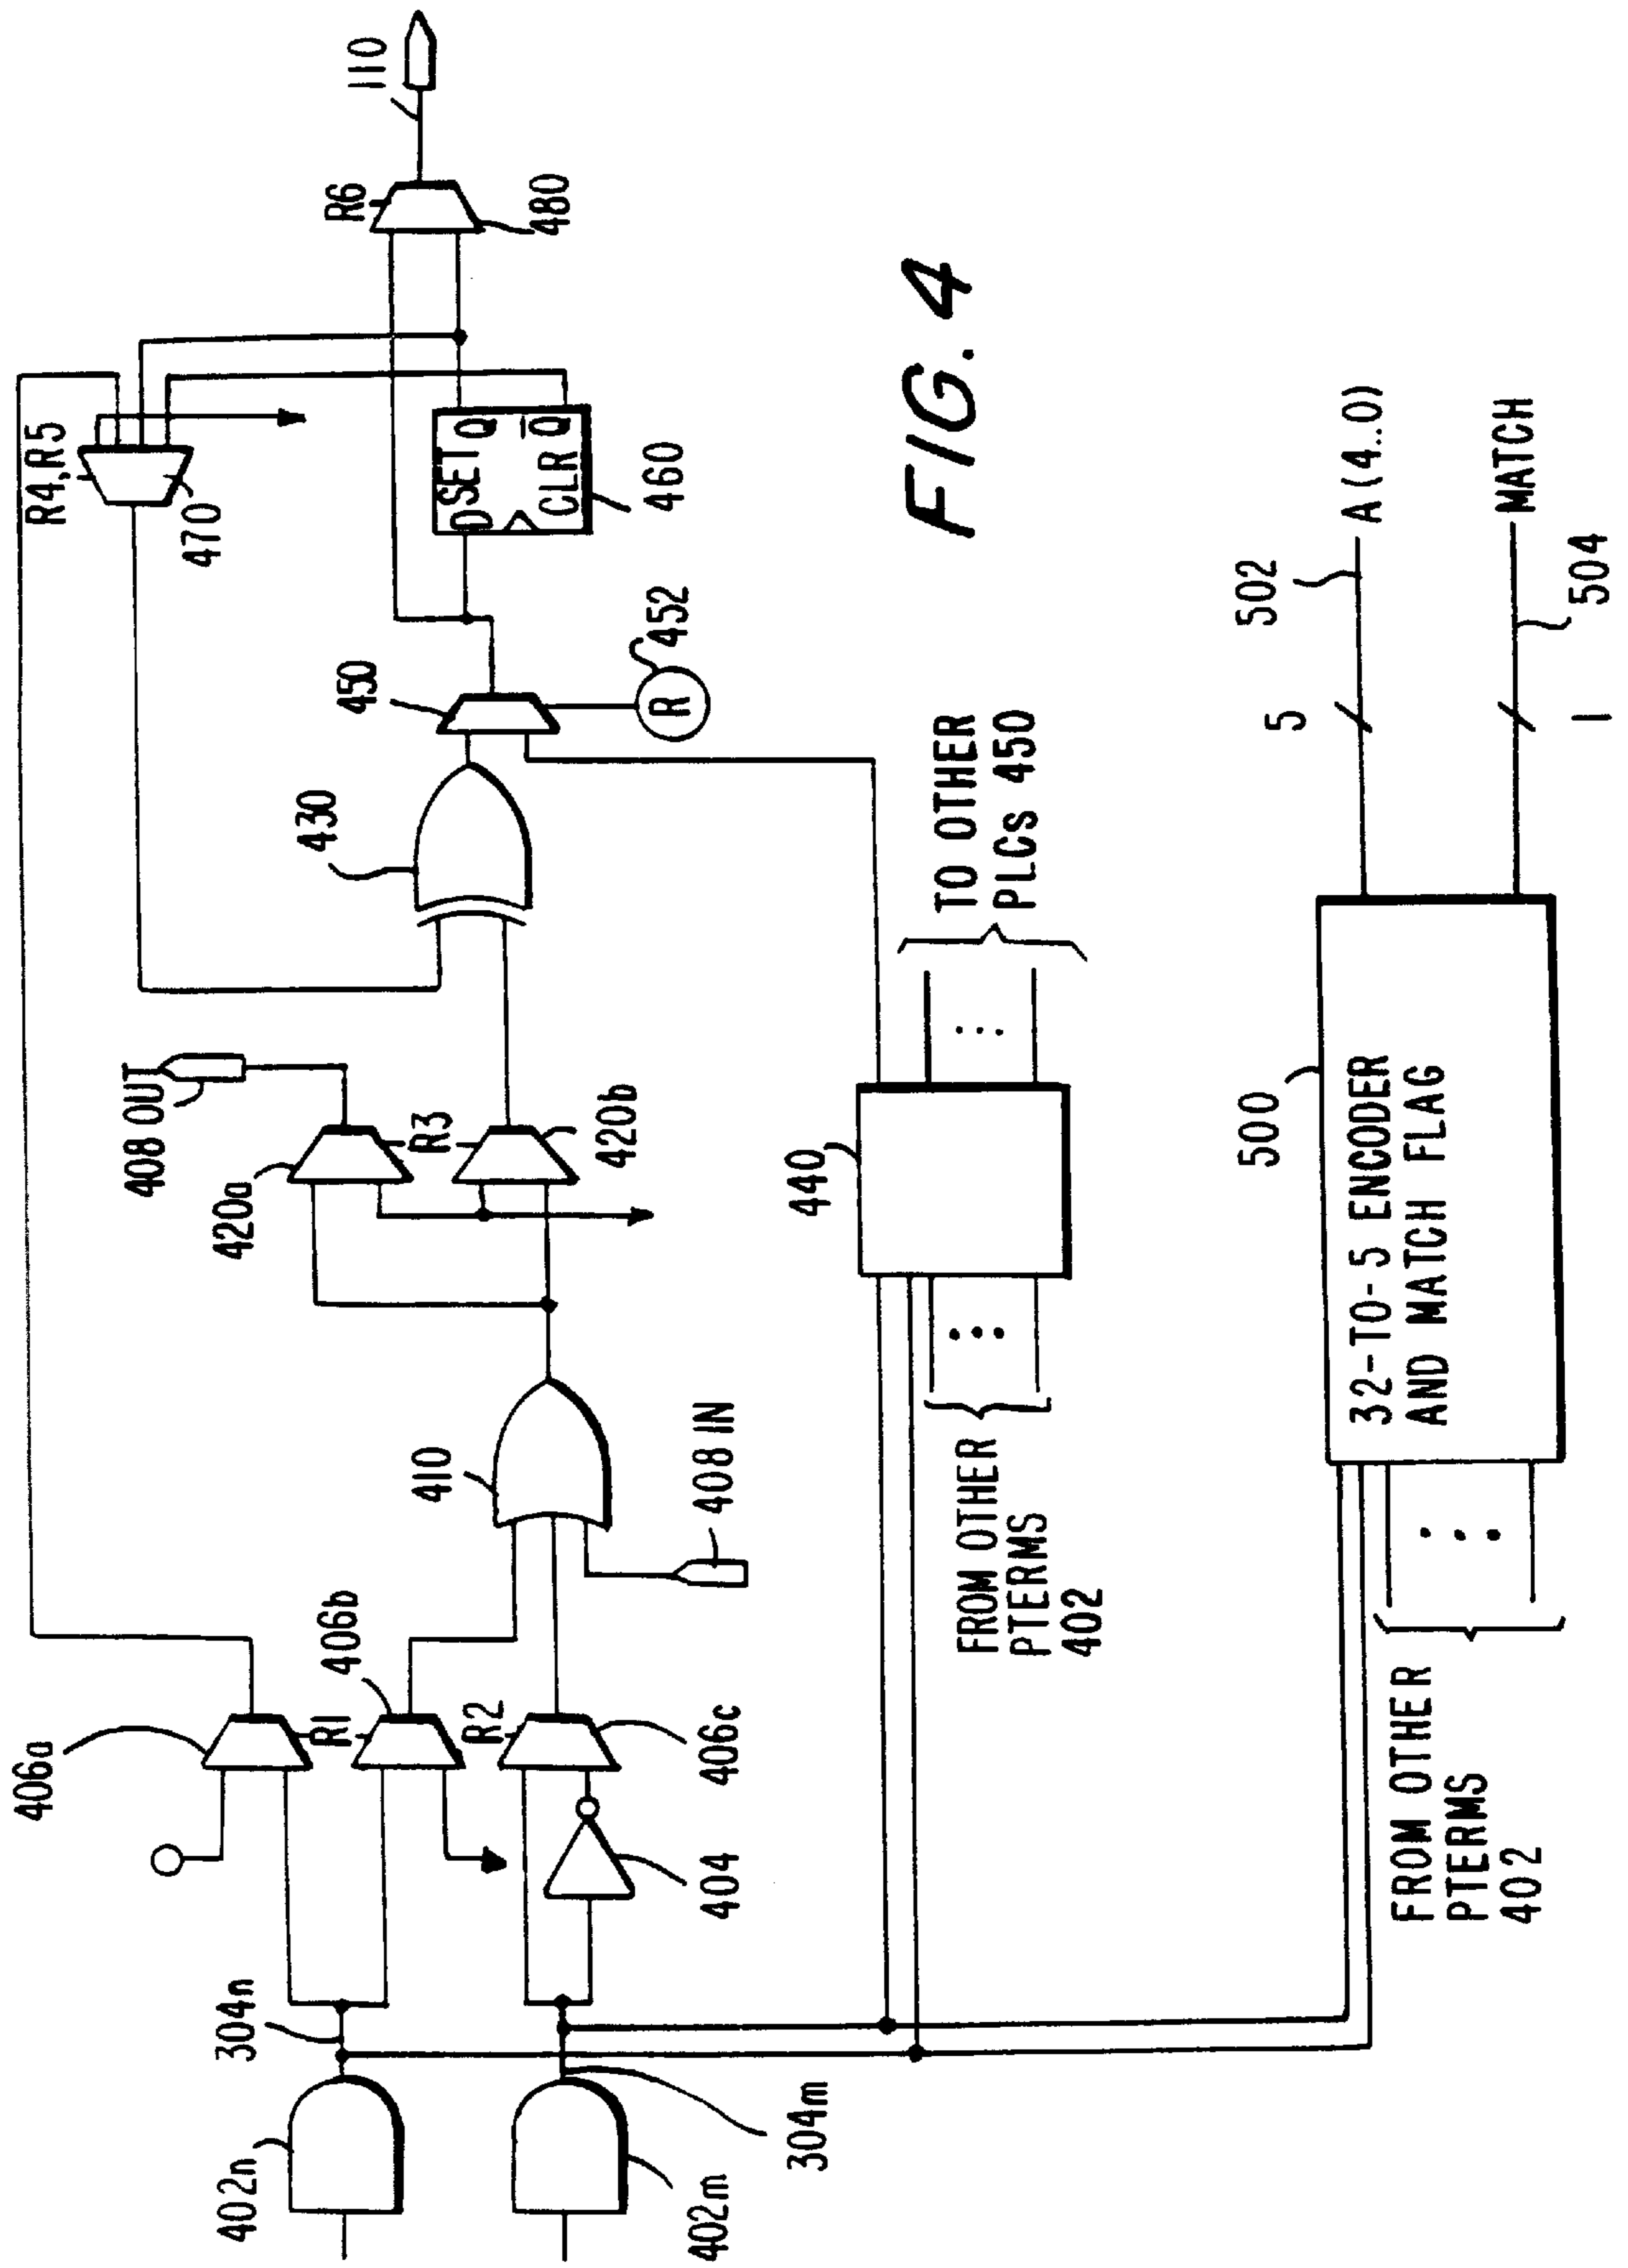 402n
304n
402m
304m
406a
R1
406b
R2
406c
404
410
408 IN
408 OUT
420a
R3
420b
430
R4, R5
470
450
R
452
D SET Q
CLR Q
460
R6
480
110
440
FROM OTHER
PTERMS
402
TO OTHER
PLCs 450
500
32-TO-5 ENCODER
AND MATCH FLAG
FROM OTHER
PTERMS
402
5
502
A (4..0)
1
504
MATCH
FIG. 4